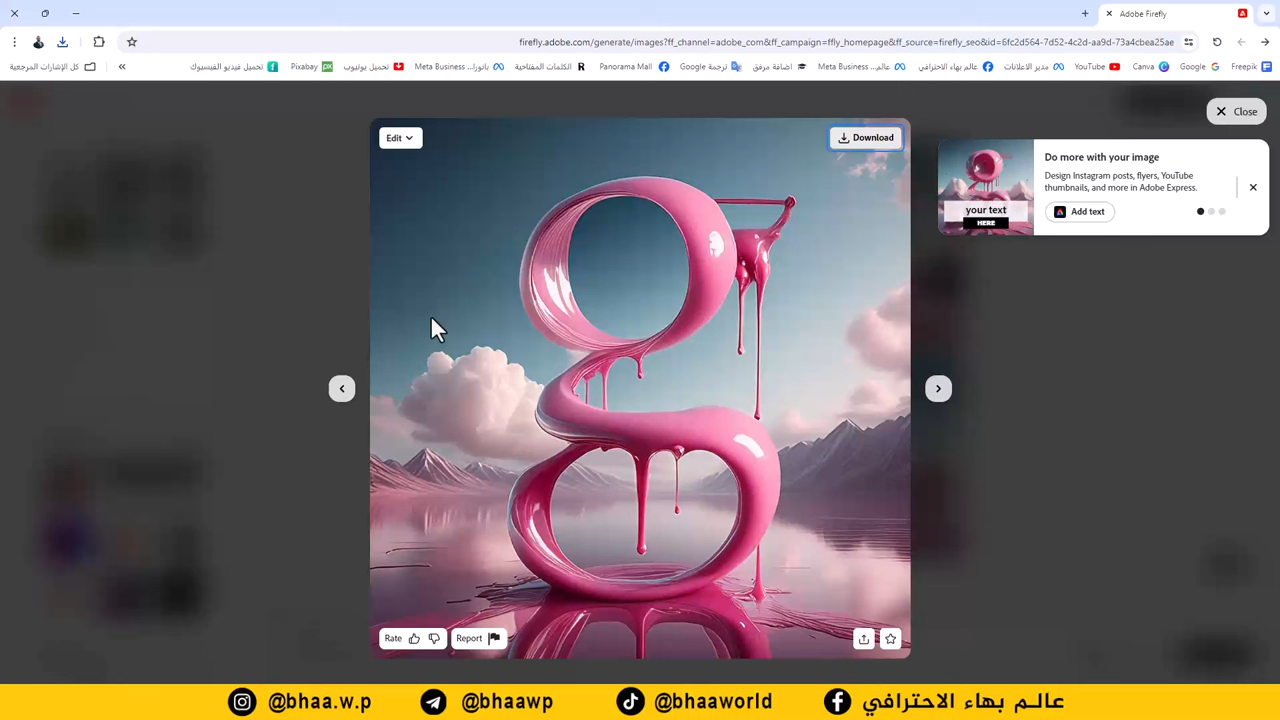 Adobe Firefly
firefly.adobe.com/generate/images?ff_channel=adobe_com&ff_campaign=ffly_homepage&ff_source=firefly_seo&id=6fc2d564-7d52-4c2d-aa9d-73a4cbea25ae
كل الإشارات المرجعية
تحميل فيديو الفيسبوك
Pixabay
تحميل يوتيوب
بانورا... Meta Business
الكلمات المفتاحية
Panorama Mall
ترجمة Google
اضافة مرفق
عالم... Meta Business
عالم بهاء الاحترافي
مدير الاعلانات
YouTube
Canva
Google
Freepik
Close
Edit
Download
Do more with your image
Design Instagram posts, flyers, YouTube
thumbnails, and more in Adobe Express.
your text
HERE
Add text
Rate
Report
@bhaa.w.p
@bhaawp
@bhaaworld
عالم بهاء الاحترافي